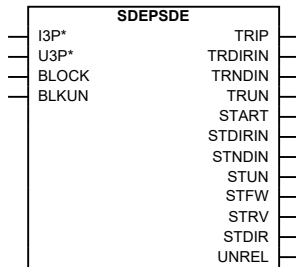 SDEPSDE
I3P* TRIP
U3P* TRDIRIN
BLOCK TRNDIN
BLKUN TRUN
START
STDIRIN
STNDIN
STUN
STFW
STRV
STDIR
UNREL